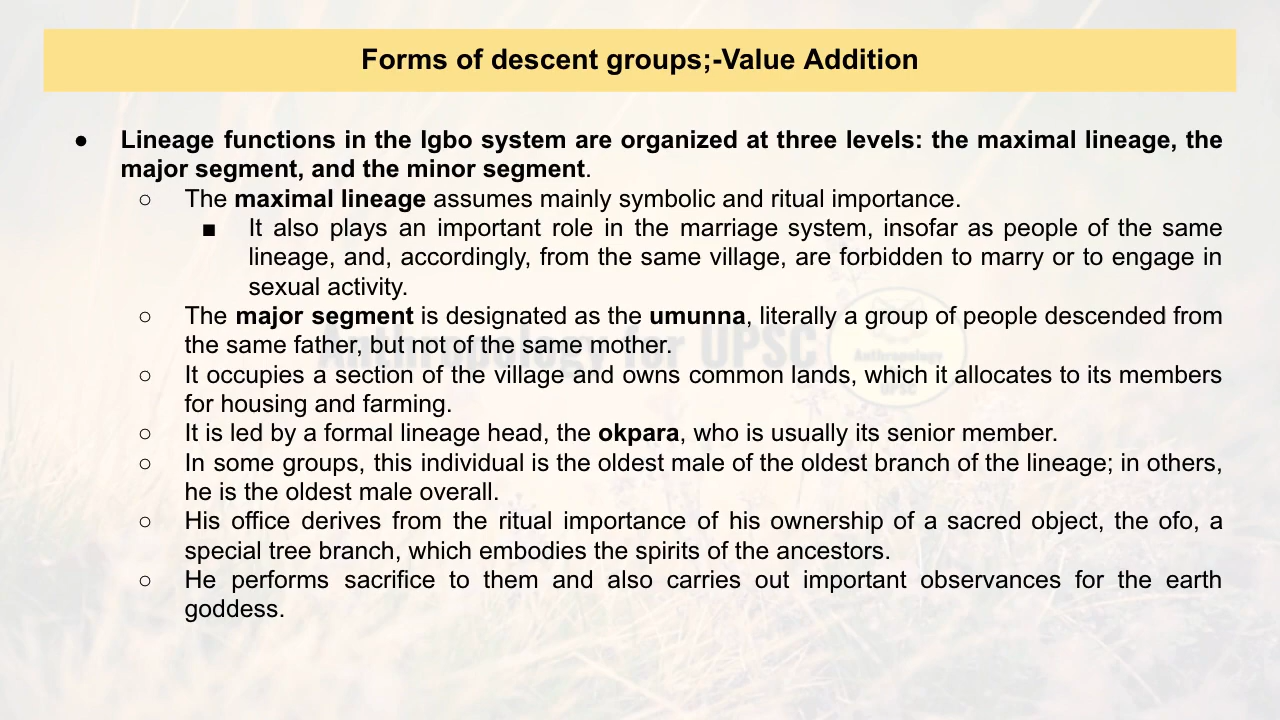 Forms of descent groups;-Value Addition
● Lineage functions in the Igbo system are organized at three levels: the maximal lineage, the
major segment, and the minor segment.
○ The maximal lineage assumes mainly symbolic and ritual importance.
■ It also plays an important role in the marriage system, insofar as people of the same
lineage, and, accordingly, from the same village, are forbidden to marry or to engage in
sexual activity.
○ The major segment is designated as the umunna, literally a group of people descended from
the same father, but not of the same mother.
○ It occupies a section of the village and owns common lands, which it allocates to its members
for housing and farming.
○ It is led by a formal lineage head, the okpara, who is usually its senior member.
○ In some groups, this individual is the oldest male of the oldest branch of the lineage; in others,
he is the oldest male overall.
○ His office derives from the ritual importance of his ownership of a sacred object, the ofo, a
special tree branch, which embodies the spirits of the ancestors.
○ He performs sacrifice to them and also carries out important observances for the earth
goddess.
Anthropology for UPSC
Anthropology
UPSC